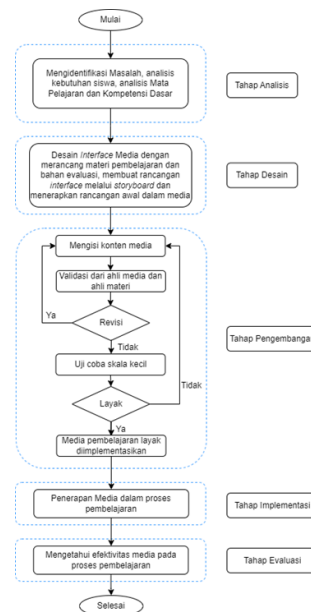 Mulai
Mengidentifikasi Masalah, analisis
kebutuhan siswa, analisis Mata
Pelajaran dan Kompetensi Dasar
Tahap Analisis
Desain Interface Media dengan
merancang materi pembelajaran dan
bahan evaluasi, membuat rancangan
interface melalui storyboard dan
menerapkan rancangan awal dalam media
Tahap Desain
Mengisi konten media
Validasi dari ahli media dan
ahli materi
Ya
Revisi
Tidak
Uji coba skala kecil
Tahap Pengembangan
Layak
Tidak
Ya
Media pembelajaran layak
diimplementasikan
Penerapan Media dalam proses
pembelajaran
Tahap Implementasi
Mengetahui efektivitas media pada
proses pembelajaran
Tahap Evaluasi
Selesai